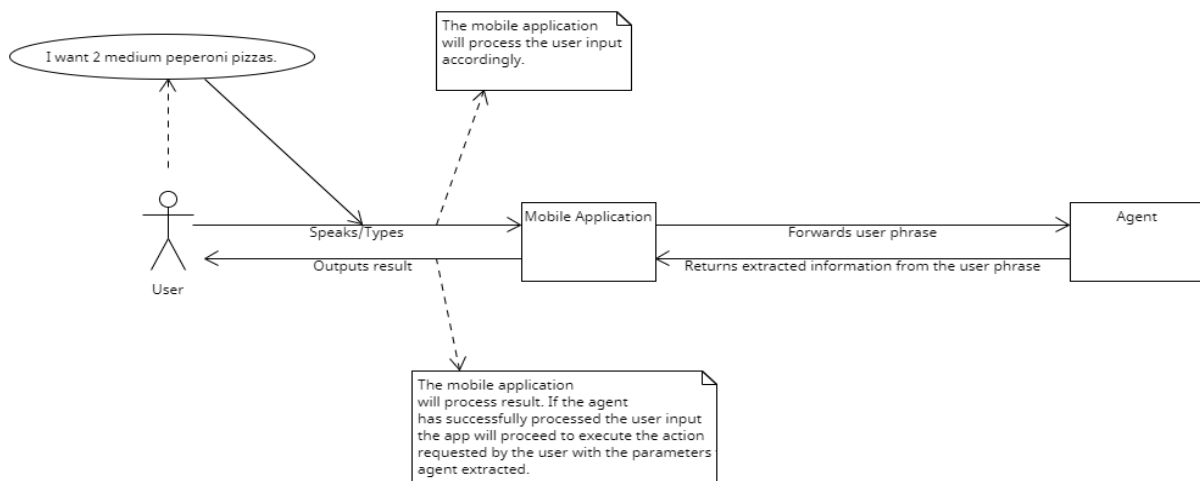 The mobile application
will process the user input
accordingly.
I want 2 medium peperoni pizzas.
Mobile Application
Agent
Speaks/Types
Forwards user phrase
Outputs result
Returns extracted information from the user phrase
User
The mobile application
will process result. If the agent
has successfully processed the user input
the app will proceed to execute the action
requested by the user with the parameters
agent extracted.